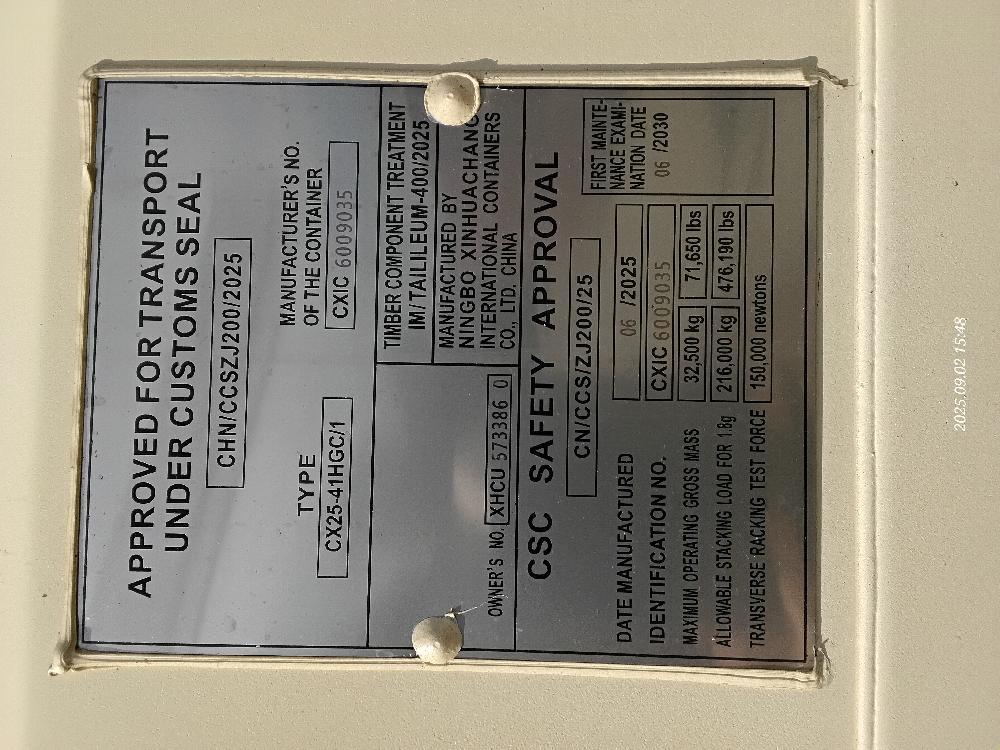 APPROVED FOR TRANSPORT
UNDER CUSTOMS SEAL
CHN/CCSZJ200/2025
TYPE
CX25-41HGC/1
MANUFACTURER'S NO.
OF THE CONTAINER
CXIC 6009035
TIMBER COMPONENT TREATMENT
IM/TAILILEUM-400/2025
MANUFACTURED BY
NINGBO XINHUACHANG
INTERNATIONAL CONTAINERS
CO., LTD. CHINA
OWNER'S NO. XHCU 573386 0
CSC SAFETY APPROVAL
CN/CCS/ZJ200/25
DATE MANUFACTURED 06 /2025
IDENTIFICATION NO. CXIC 6009035
MAXIMUM OPERATING GROSS MASS 32,500 kg 71,650 lbs
ALLOWABLE STACKING LOAD FOR 1.8g 216,000 kg 476,190 lbs
TRANSVERSE RACKING TEST FORCE 150,000 newtons
FIRST MAINTE-
NANCE EXAMI-
NATION DATE
06 /2030
2025.09.02 15:48